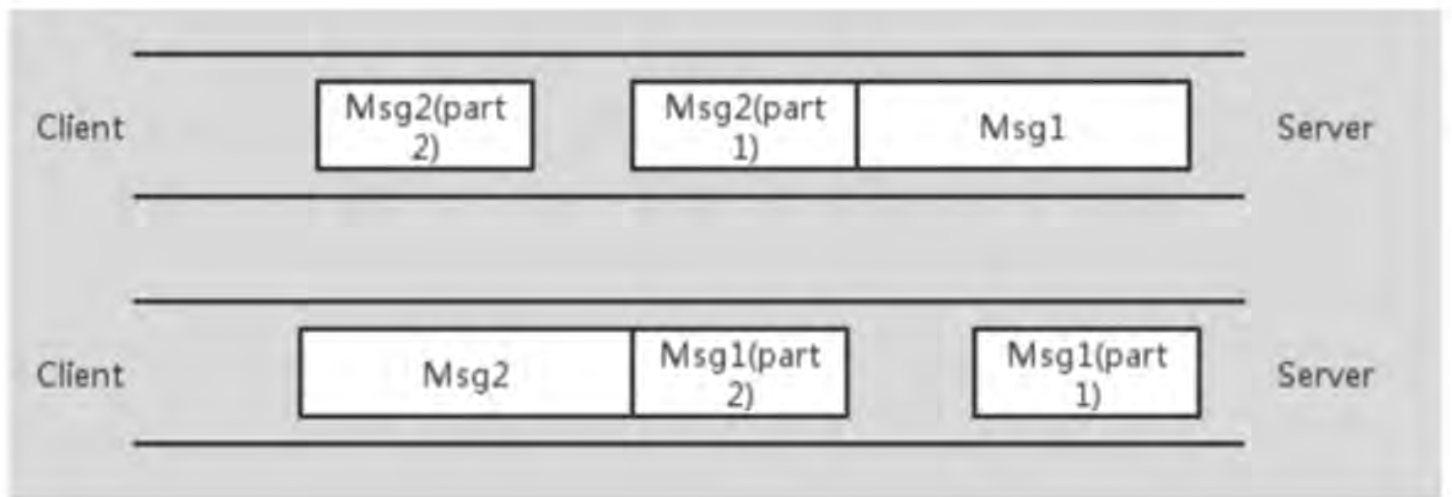 Client
Msg2(part
2)
Msg2(part
1)
Msg1
Server
Client
Msg2
Msg1(part
2)
Msg1(part
1)
Server